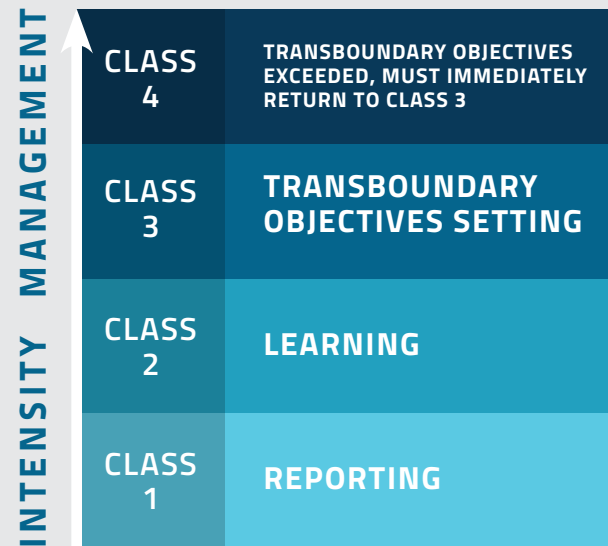 INTENSITY MANAGEMENT
CLASS
4
TRANSBOUNDARY OBJECTIVES
EXCEEDED, MUST IMMEDIATELY
RETURN TO CLASS 3
CLASS
3
TRANSBOUNDARY
OBJECTIVES SETTING
CLASS
2
LEARNING
CLASS
1
REPORTING